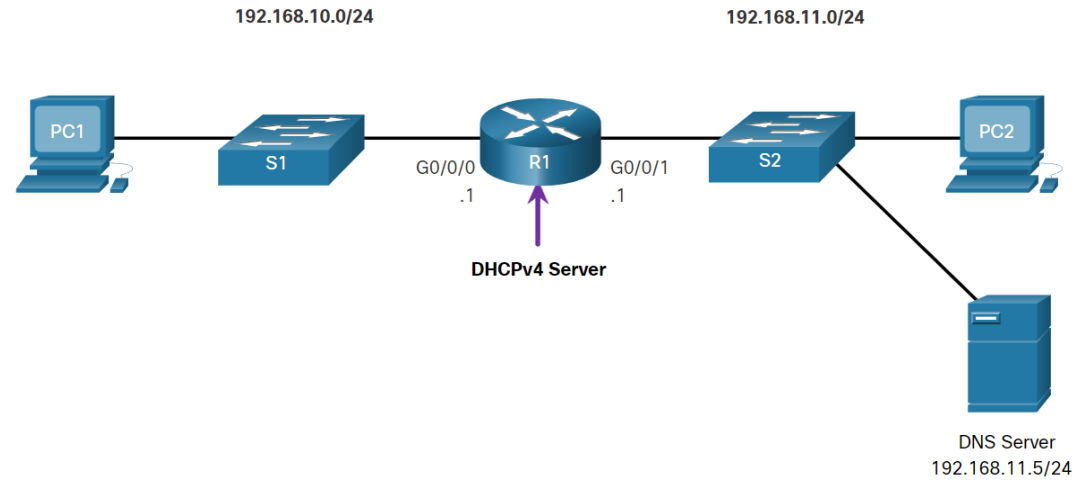 192.168.10.0/24
192.168.11.0/24
PC1
S1
G0/0/0
.1
R1
G0/0/1
.1
S2
PC2
DHCPv4 Server
DNS Server
192.168.11.5/24